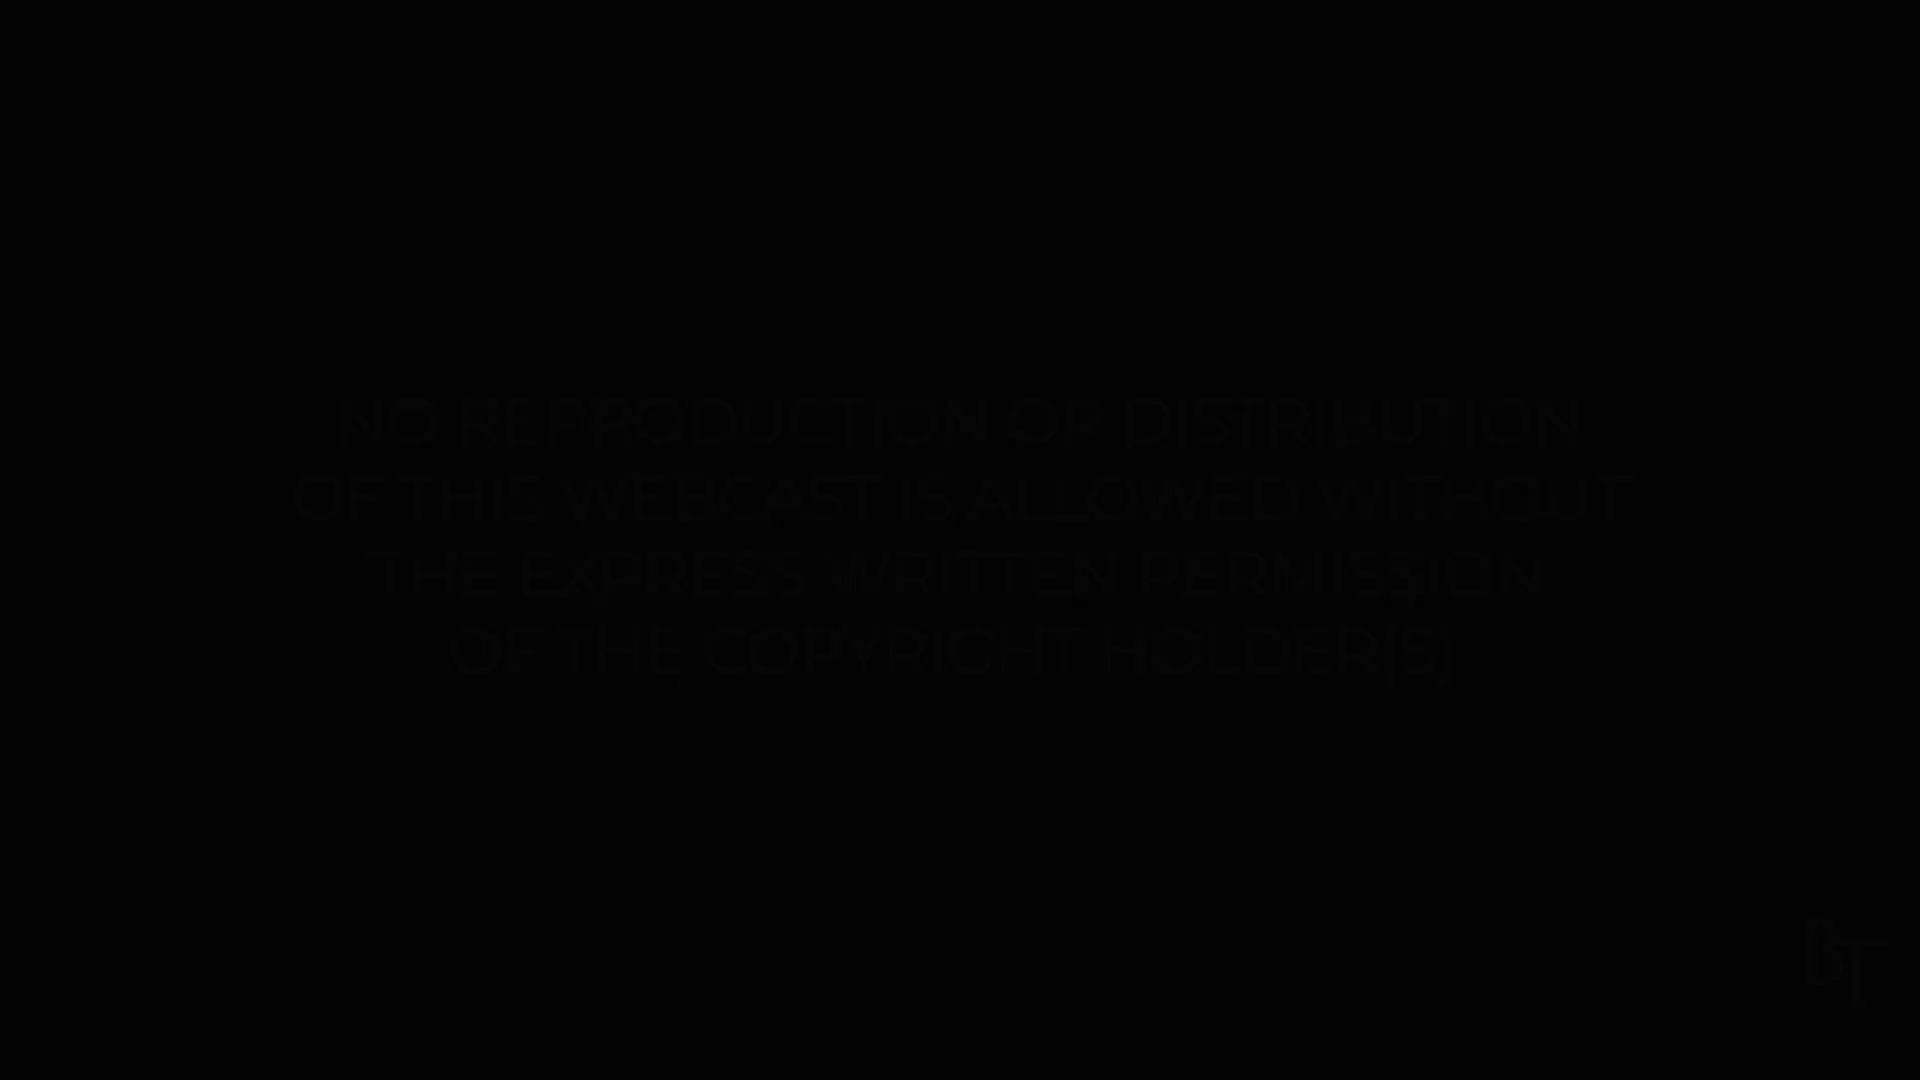 NO REPRODUCTION OR DISTRIBUTION
OF THIS WEBCAST IS ALLOWED WITHOUT
THE EXPRESS WRITTEN PERMISSION
OF THE COPYRIGHT HOLDER(S)